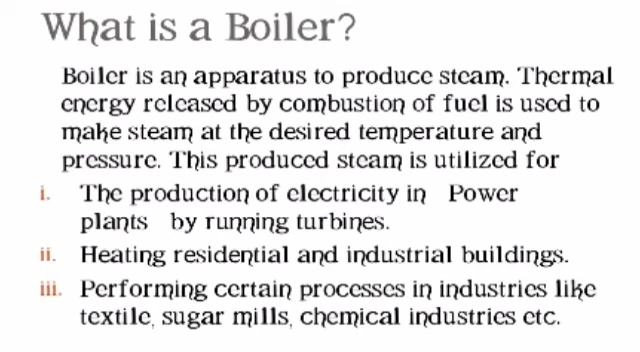 What is a Boiler?
Boiler is an apparatus to produce steam. Thermal
energy released by combustion of fuel is used to
make steam at the desired temperature and
pressure. This produced steam is utilized for
i. The production of electricity in Power
plants by running turbines.
ii. Heating residential and industrial buildings.
iii. Performing certain processes in industries like
textile, sugar mills, chemical industries etc.